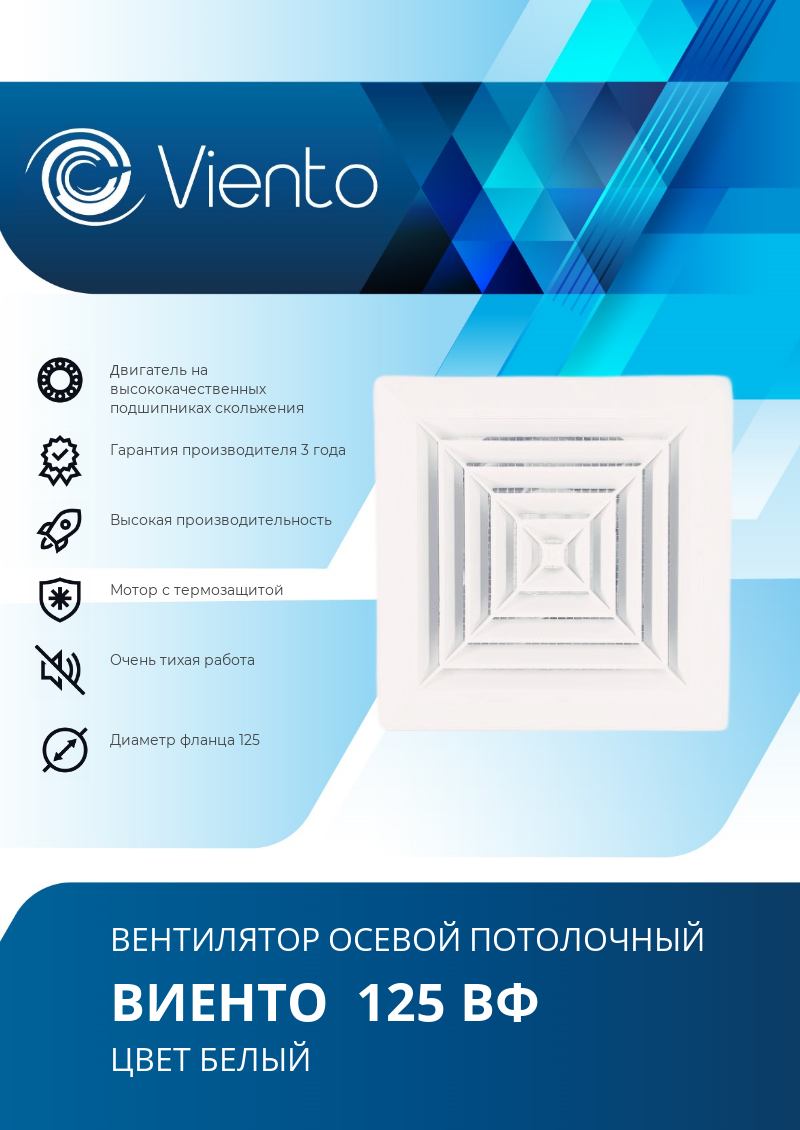 Viento
Двигатель на
высококачественных
подшипниках скольжения
Гарантия производителя 3 года
Высокая производительность
Мотор с термозащитой
Очень тихая работа
Диаметр фланца 125
ВЕНТИЛЯТОР ОСЕВОЙ ПОТОЛОЧНЫЙ
ВИЕНТО 125 ВФ
ЦВЕТ БЕЛЫЙ